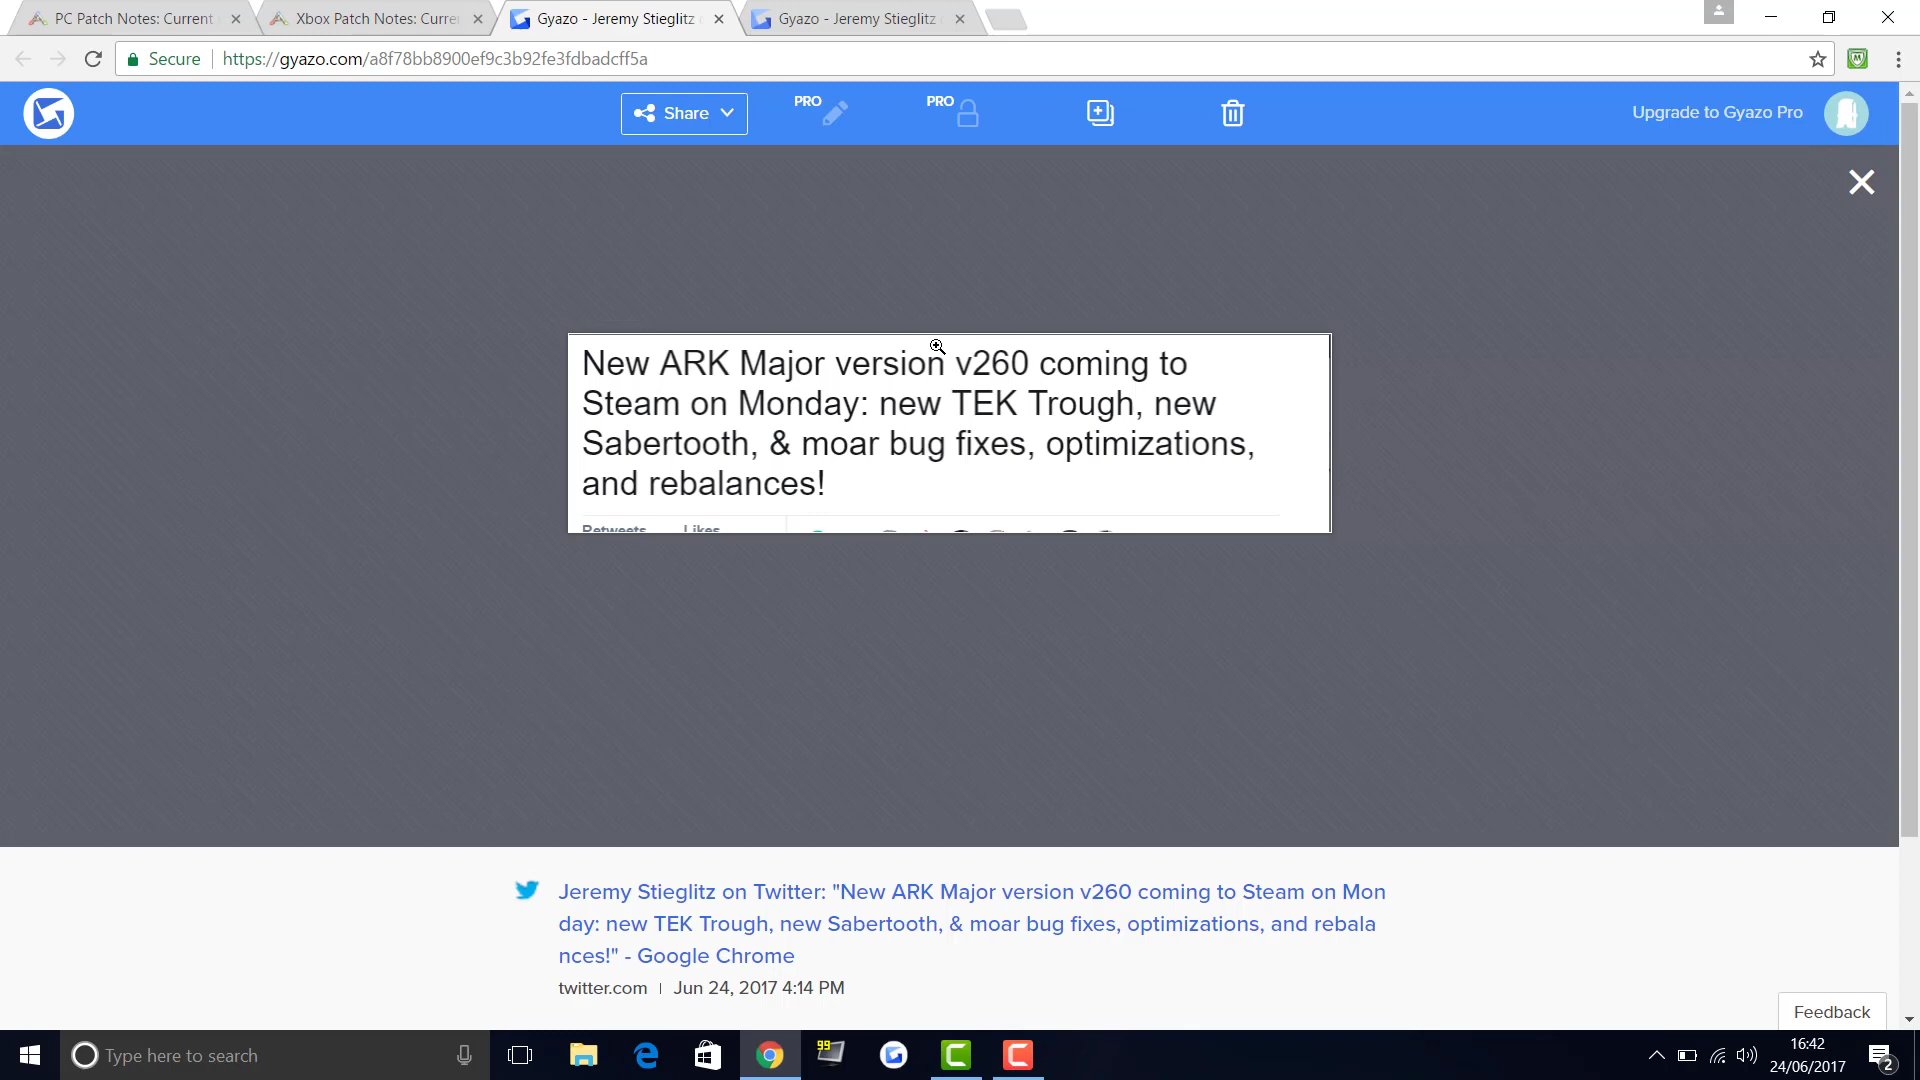 PC Patch Notes: Current
Xbox Patch Notes: Curre
Gyazo - Jeremy Stieglitz
Gyazo - Jeremy Stieglitz
Secure
https://gyazo.com/a8f78bb8900ef9c3b92fe3fdbadcff5a
Share
PRO
PRO
Upgrade to Gyazo Pro
New ARK Major version v260 coming to
Steam on Monday: new TEK Trough, new
Sabertooth, & moar bug fixes, optimizations,
and rebalances!
Retweets Likes
Jeremy Stieglitz on Twitter: "New ARK Major version v260 coming to Steam on Mon
day: new TEK Trough, new Sabertooth, & moar bug fixes, optimizations, and rebala
nces!" - Google Chrome
twitter.com | Jun 24, 2017 4:14 PM
Feedback
Type here to search
99
16:42
24/06/2017
2